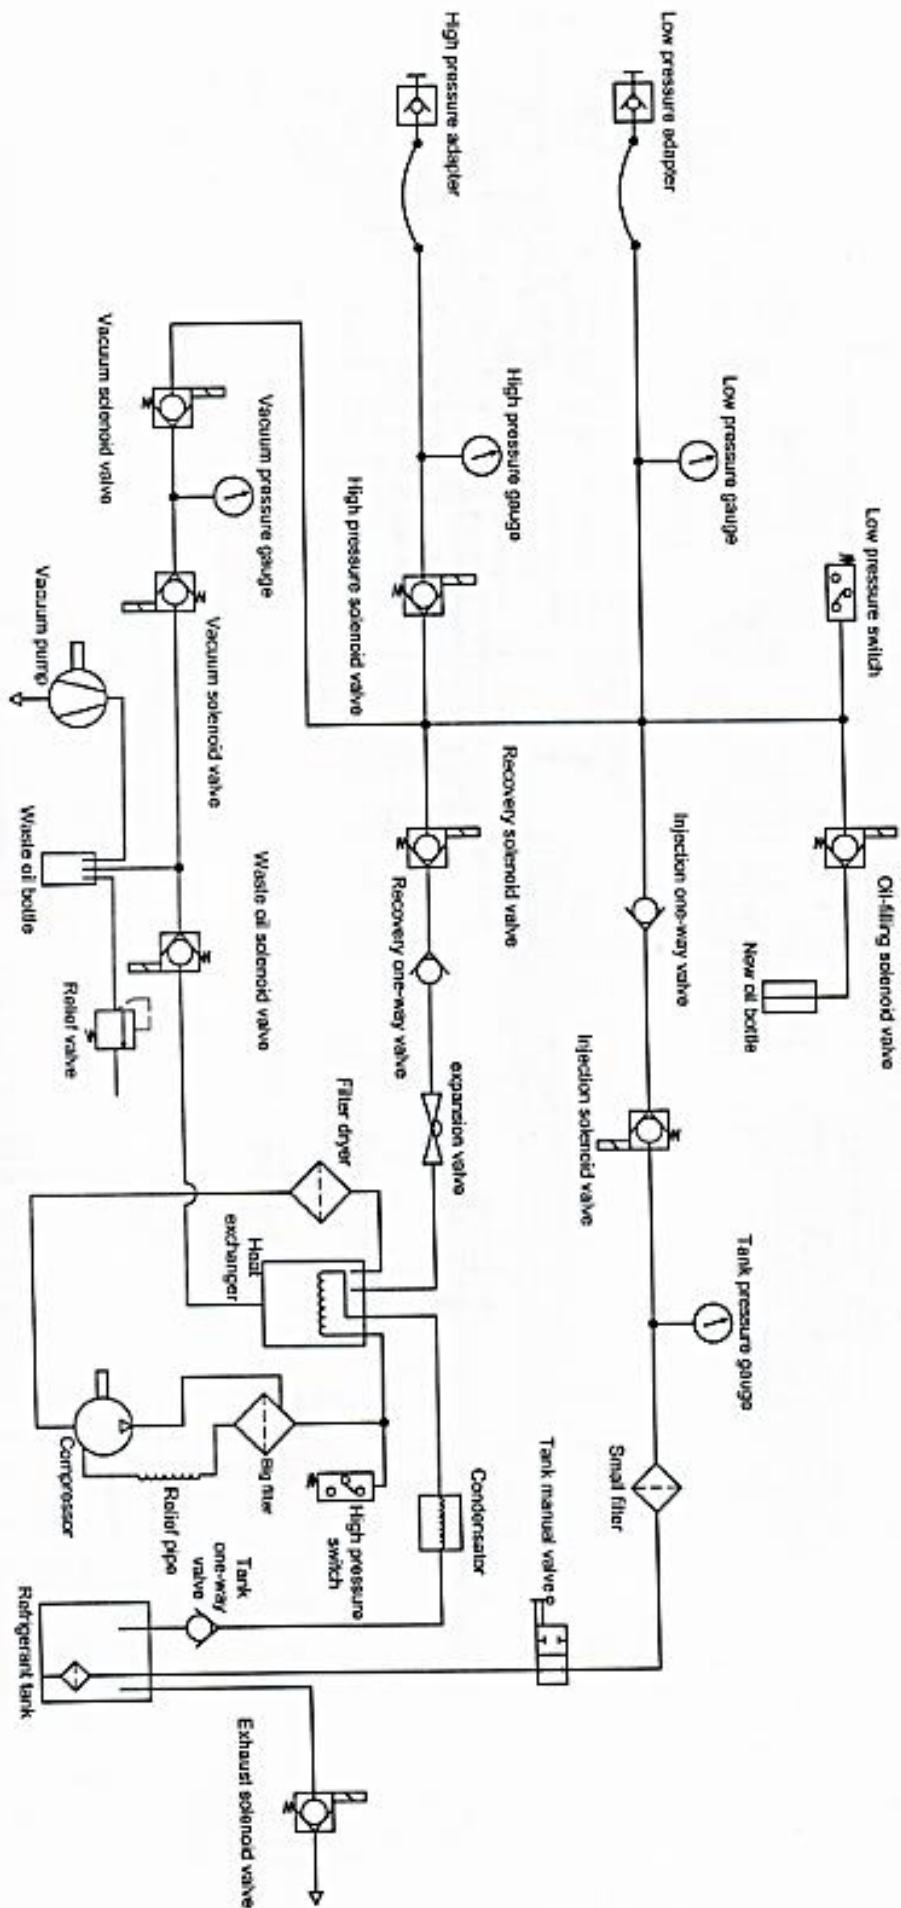 Low pressure switch
Oil-filling solenoid valve
New oil bottle
Low pressure gauge
Tank pressure gauge
Low pressure adapter
Injection one-way valve
Injection solenoid valve
Small filter
Tank manual valve
High pressure gauge
Recovery solenoid valve
High pressure adapter
expansion valve
Condensator
Recovery one-way valve
High pressure solenoid valve
Filter dryer
High pressure
switch
Vacuum pressure gauge
Waste oil solenoid valve
Heat
exchanger
Big filter
Exhaust solenoid valve
Vacuum solenoid valve
Tank
one-way
valve
Relief pipe
Vacuum solenoid valve
Relief valve
Compressor
Vacuum pump
Waste oil bottle
Refrigerant tank